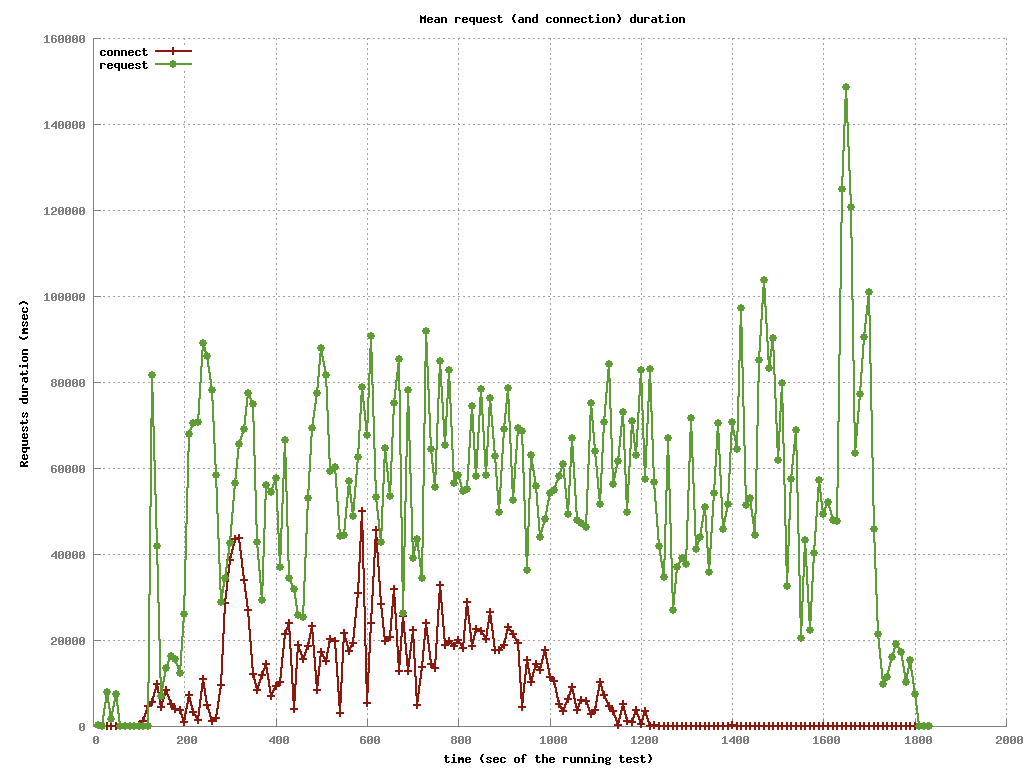 Mean request (and connection) duration
160000
connect
request
140000
120000
100000
80000
60000
40000
20000
0
Requests duration (msec)
0 200 400 600 800 1000 1200 1400 1600 1800 2000
time (sec of the running test)